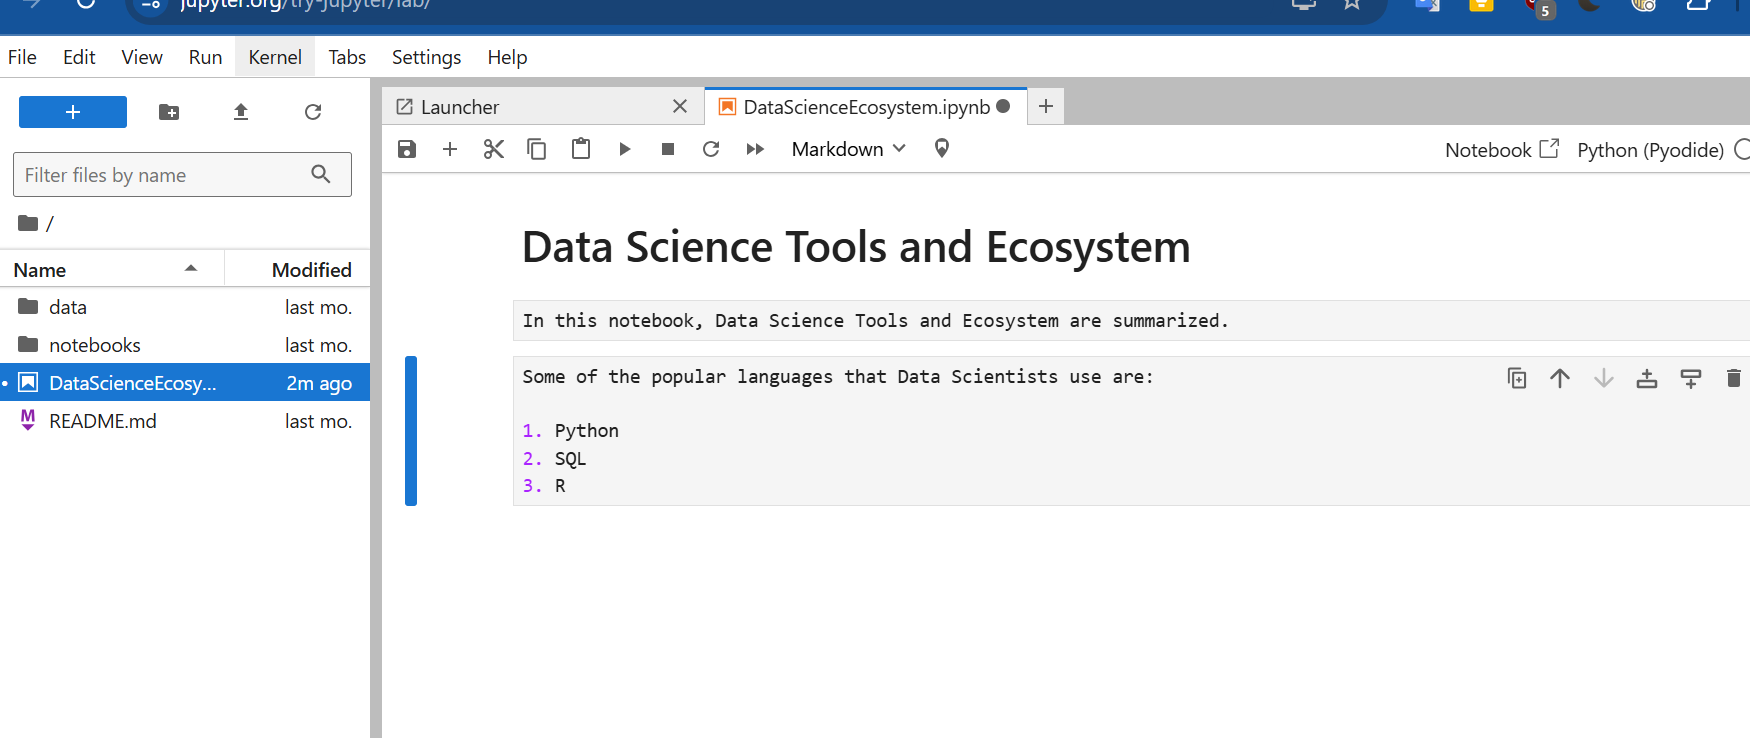 jupyter.org/try-jupyter/lab/
5
File Edit View Run Kernel Tabs Settings Help
Launcher
DataScienceEcosystem.ipynb
Markdown
Notebook
Python (Pyodide)
Filter files by name
/
Name Modified
data last mo.
notebooks last mo.
DataScienceEcosy... 2m ago
README.md last mo.
Data Science Tools and Ecosystem
In this notebook, Data Science Tools and Ecosystem are summarized.
Some of the popular languages that Data Scientists use are:
1. Python
2. SQL
3. R